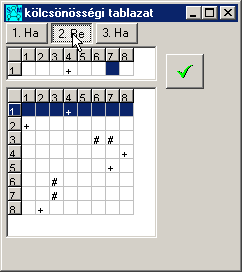 kölcsönösségi tablazat
1. Ha 2. Re 3. Ha
1 2 3 4 5 6 7 8
1 +
1 2 3 4 5 6 7 8
1 +
2 +
3 # #
4 +
5 +
6 #
7 #
8 +